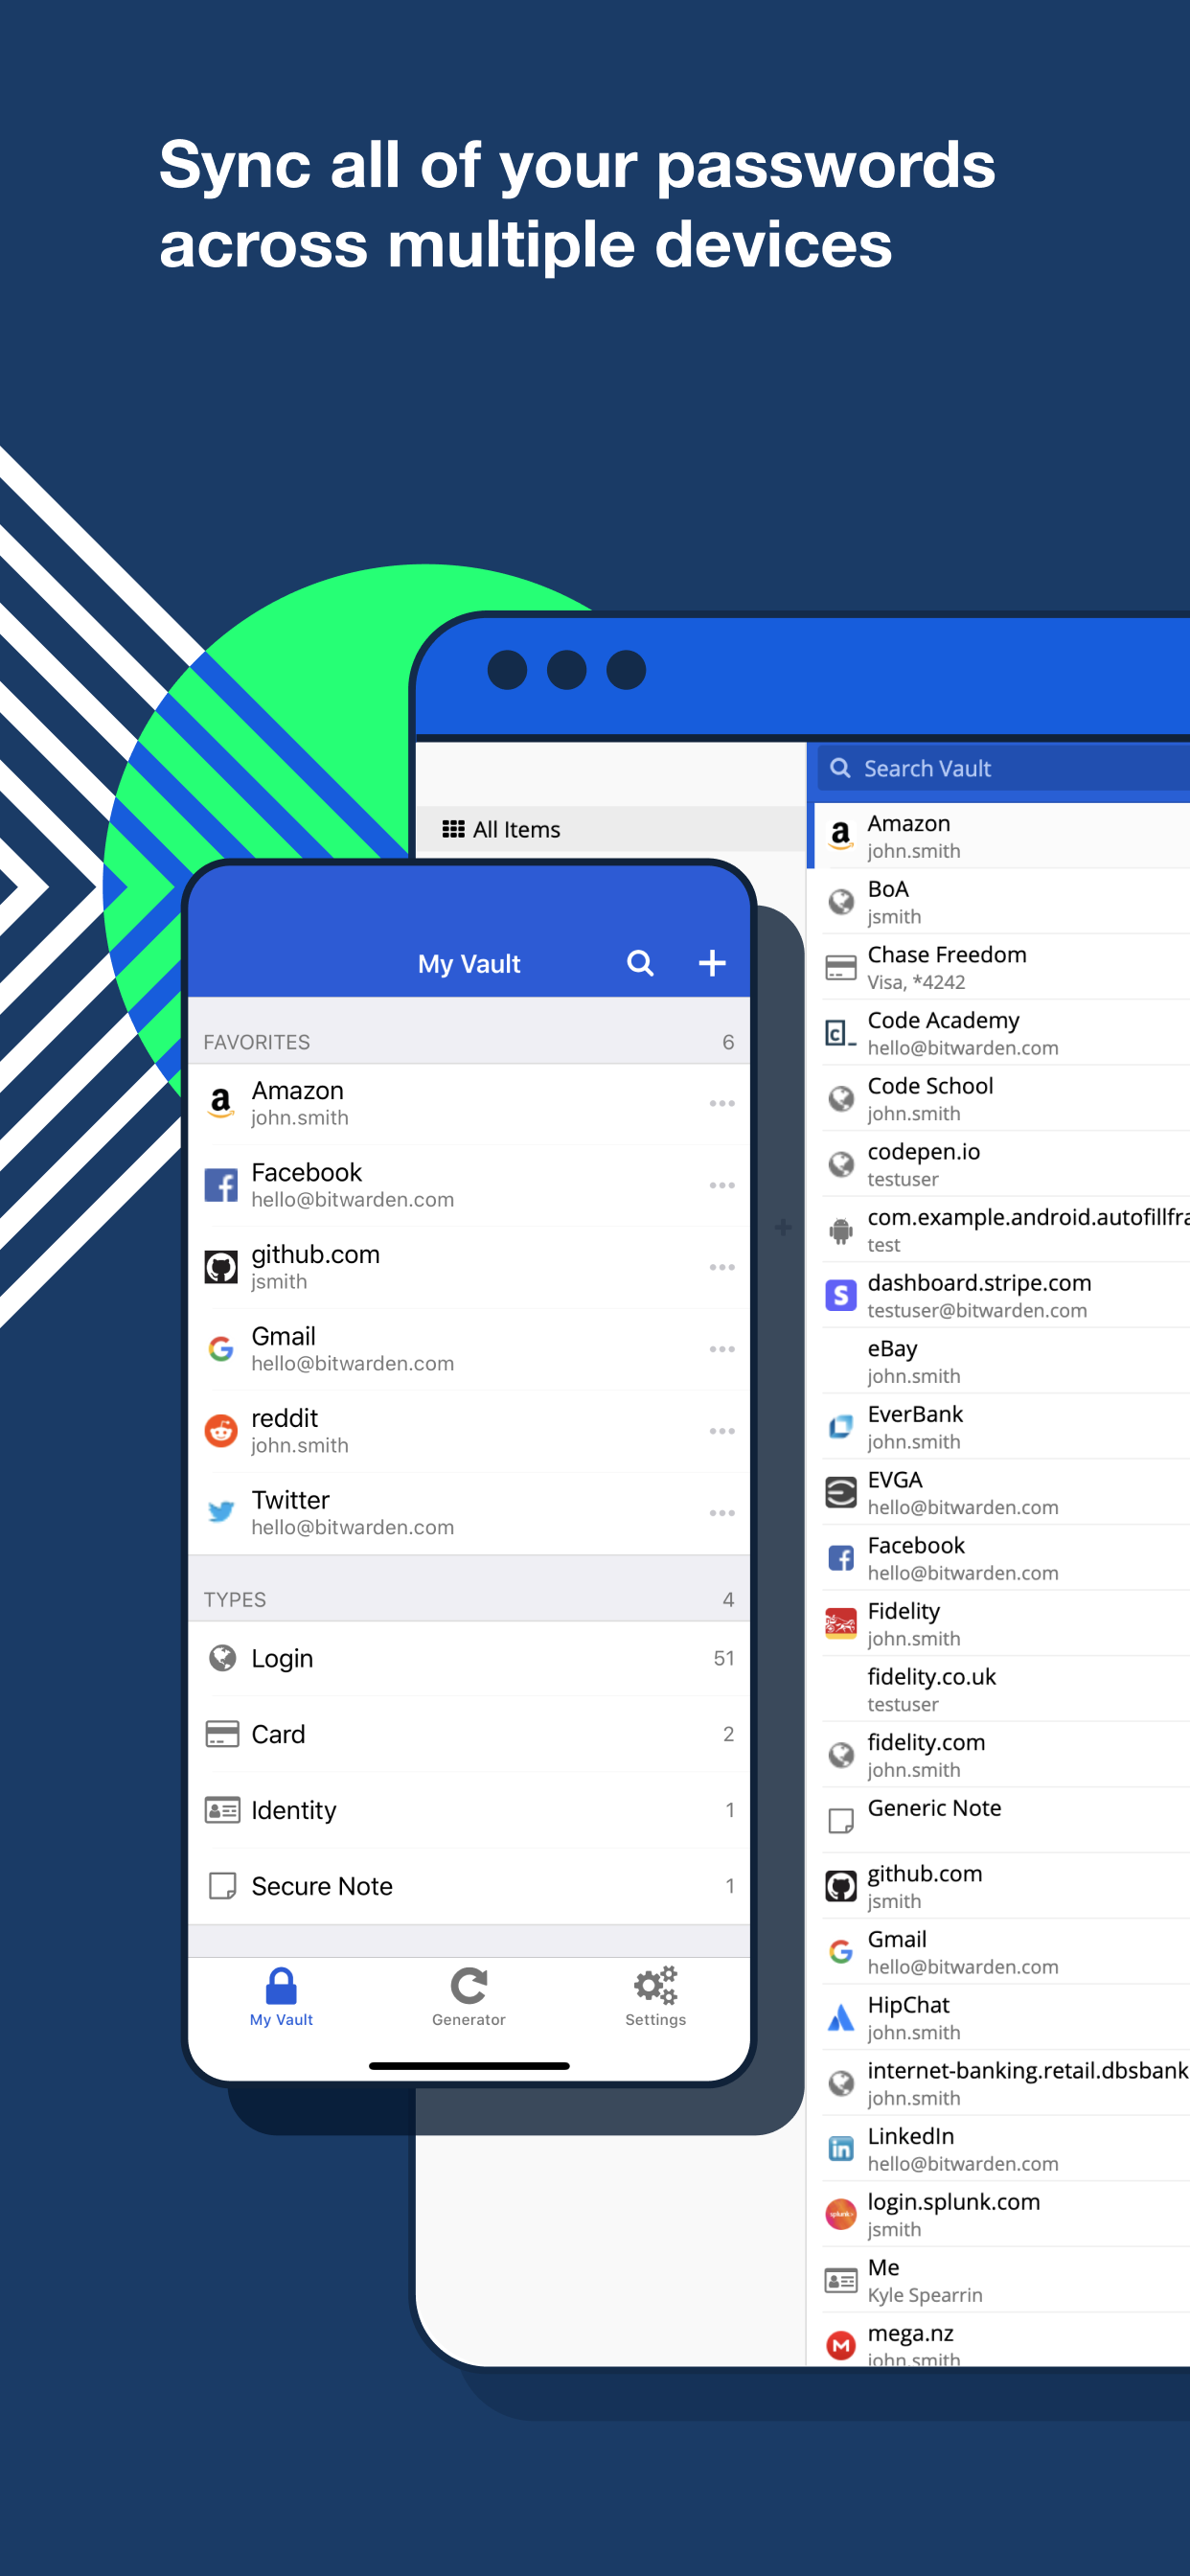 Sync all of your passwords
across multiple devices
Search Vault
All Items
Amazon
john.smith
BoA
jsmith
Chase Freedom
Visa, *4242
Code Academy
hello@bitwarden.com
Code School
john.smith
codepen.io
testuser
com.example.android.autofillfra
test
dashboard.stripe.com
testuser@bitwarden.com
eBay
john.smith
EverBank
john.smith
EVGA
hello@bitwarden.com
Facebook
hello@bitwarden.com
Fidelity
john.smith
fidelity.co.uk
testuser
fidelity.com
john.smith
Generic Note
github.com
jsmith
Gmail
hello@bitwarden.com
HipChat
john.smith
internet-banking.retail.dbsbank
john.smith
LinkedIn
hello@bitwarden.com
login.splunk.com
jsmith
Me
Kyle Spearrin
mega.nz
john.smith
My Vault
FAVORITES 6
Amazon
john.smith
Facebook
hello@bitwarden.com
github.com
jsmith
Gmail
hello@bitwarden.com
reddit
john.smith
Twitter
hello@bitwarden.com
TYPES 4
Login 51
Card 2
Identity 1
Secure Note 1
My Vault Generator Settings